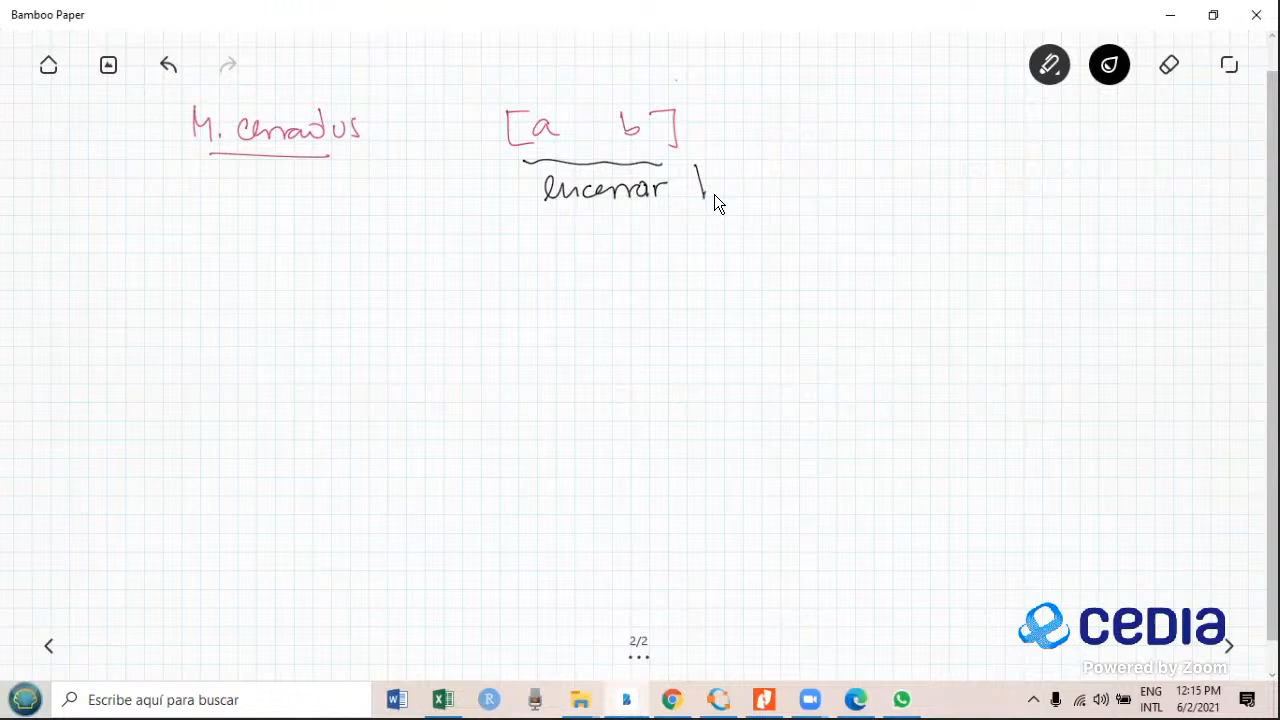 Bamboo Paper
M. cerrados [a b]
encerrar
2/2
cedia
Powered by Zoom
Escribe aquí para buscar
ENG
INTL
12:15 PM
6/2/2021